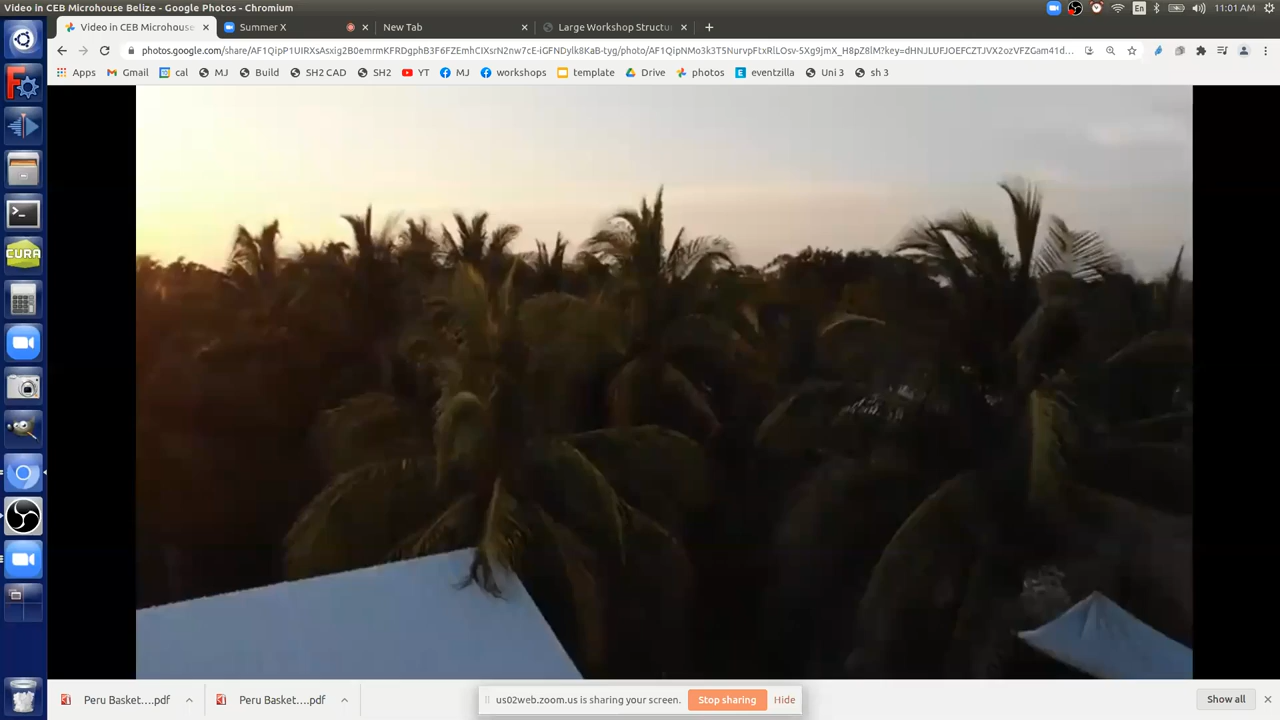 Video in CEB Microhouse Belize - Google Photos - Chromium
En
11:01 AM
Video in CEB Microhouse
Summer X
New Tab
Large Workshop Structu
Apps
Gmail
cal
MJ
Build
SH2 CAD
SH2
YT
MJ
workshops
template
Drive
photos
eventzilla
Uni 3
sh 3
CURA
Peru Basket....pdf
Peru Basket....pdf
us02web.zoom.us is sharing your screen.
Stop sharing
Hide
Show all